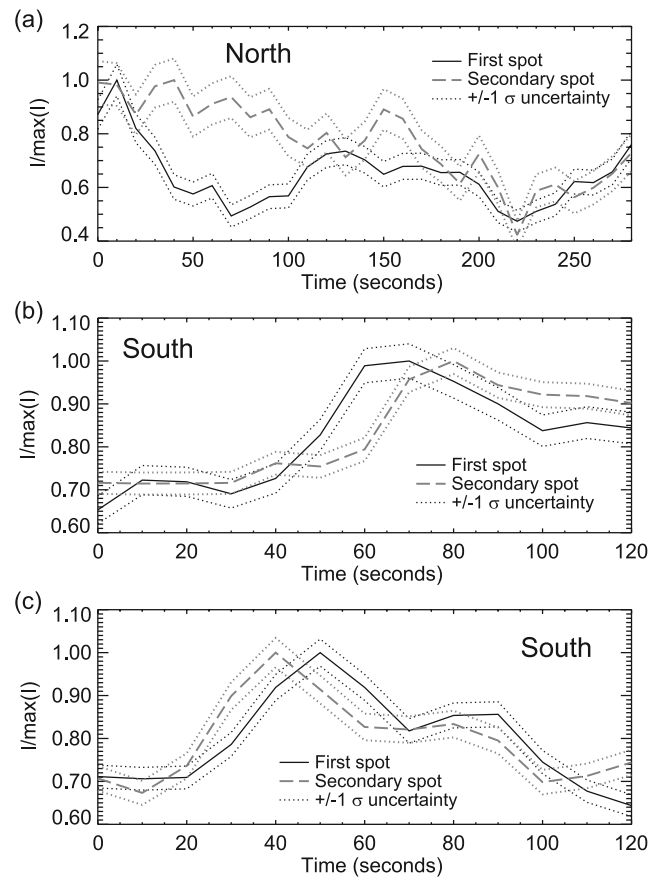 (a)
North
First spot
Secondary spot
+/-1 σ uncertainty
I/max(I)
1.2
1.0
0.8
0.6
0.4
0 50 100 150 200 250
Time (seconds)
(b)
South
First spot
Secondary spot
+/-1 σ uncertainty
I/max(I)
1.10
1.00
0.90
0.80
0.70
0.60
0 20 40 60 80 100 120
Time (seconds)
(c)
South
First spot
Secondary spot
+/-1 σ uncertainty
I/max(I)
1.10
1.00
0.90
0.80
0.70
0.60
0 20 40 60 80 100 120
Time (seconds)